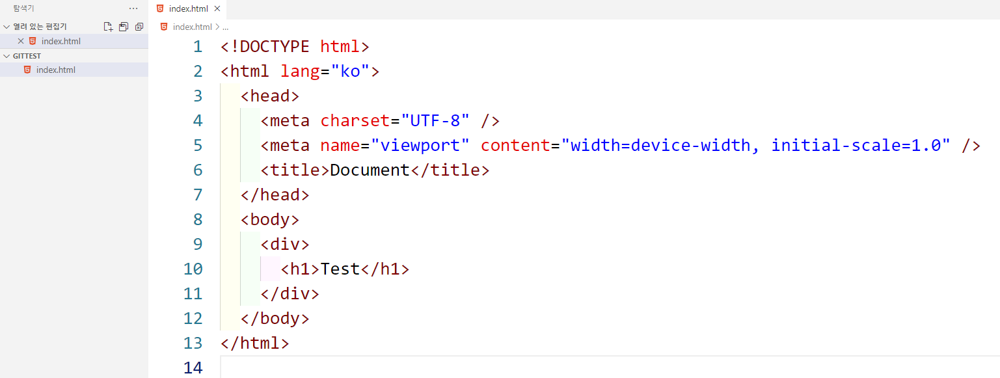 탐색기 ...
열려 있는 편집기
index.html
GITTEST
index.html
index.html
index.html > ...
1 <!DOCTYPE html>
2 <html lang="ko">
3 <head>
4 <meta charset="UTF-8" />
5 <meta name="viewport" content="width=device-width, initial-scale=1.0" />
6 <title>Document</title>
7 </head>
8 <body>
9 <div>
10 <h1>Test</h1>
11 </div>
12 </body>
13 </html>
14